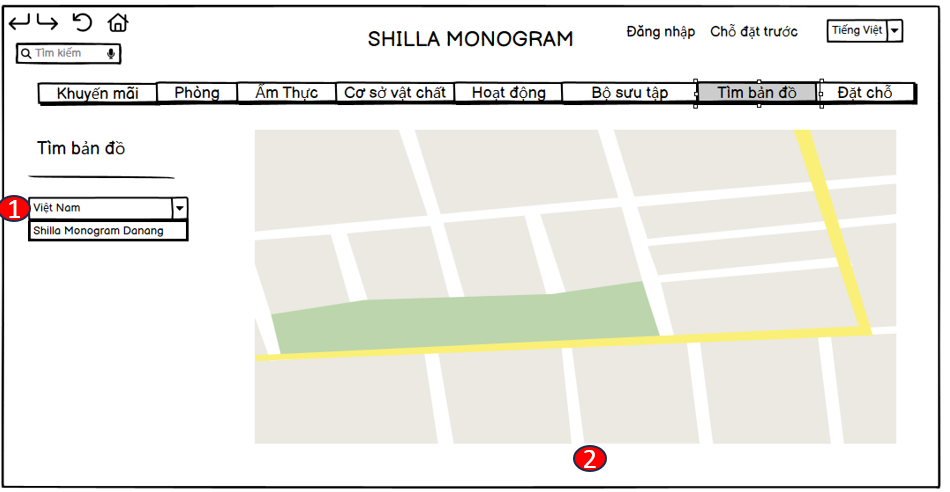 SHILLA MONOGRAM
Đăng nhập
Chỗ đặt trước
Tiếng Việt
Tìm kiếm
Khuyến mãi
Phòng
Ẩm Thực
Cơ sở vật chất
Hoạt động
Bộ sưu tập
Tìm bản đồ
Đặt chỗ
Tìm bản đồ
1
Việt Nam
Shilla Monogram Danang
2